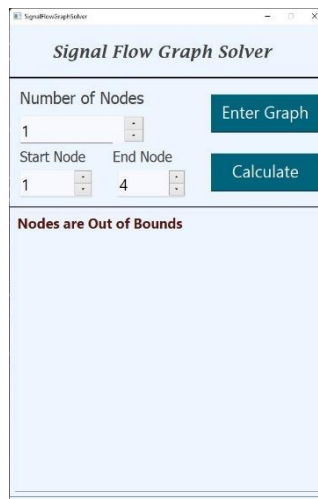 SignalFlowGraphSolver
Signal Flow Graph Solver
Number of Nodes
1
Enter Graph
Start Node End Node
1 4
Calculate
Nodes are Out of Bounds